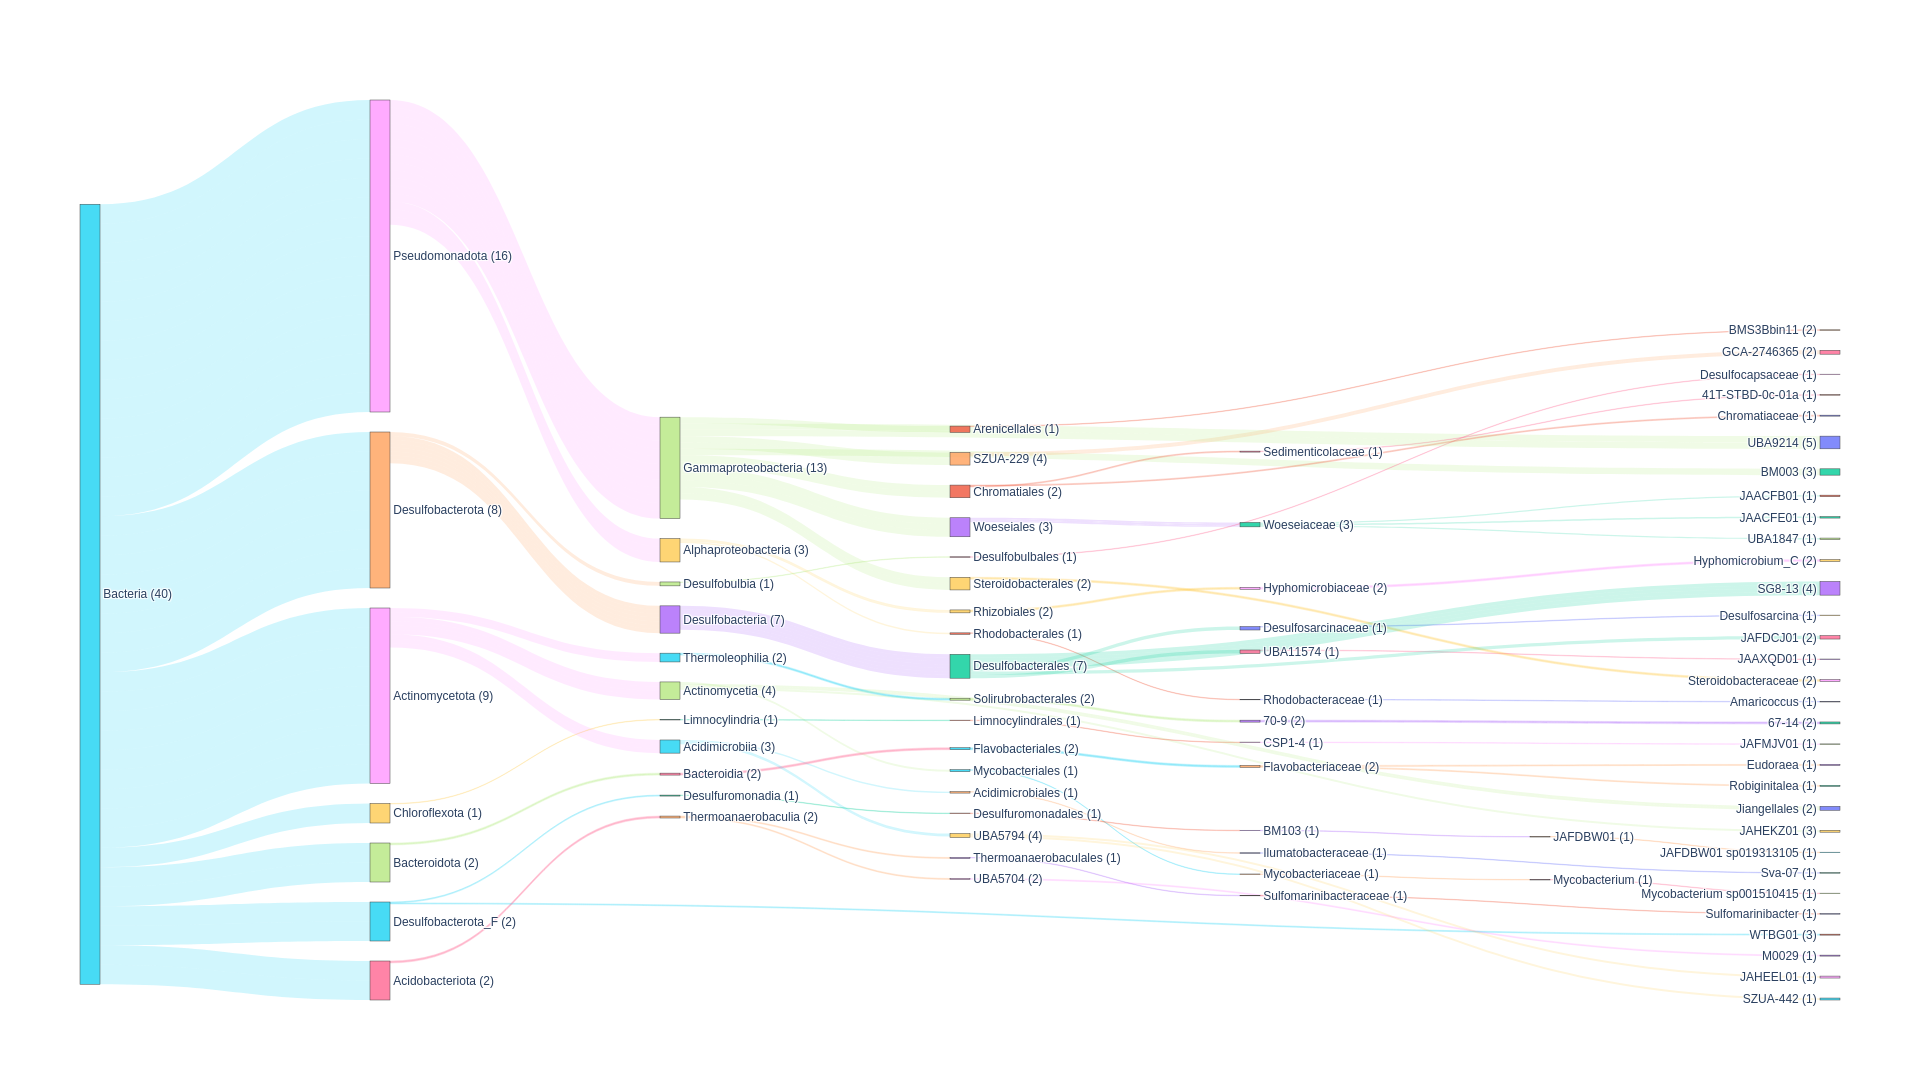 Bacteria (40)
Pseudomonadota (16)
Desulfobacterota (8)
Actinomycetota (9)
Chloroflexota (1)
Bacteroidota (2)
Desulfobacterota_F (2)
Acidobacteriota (2)
Gammaproteobacteria (13)
Alphaproteobacteria (3)
Desulfobulbia (1)
Desulfobacteria (7)
Thermoleophilia (2)
Actinomycetia (4)
Limnocylindria (1)
Acidimicrobiia (3)
Bacteroidia (2)
Desulfuromonadia (1)
Thermoanaerobaculia (2)
Arenicellales (1)
SZUA-229 (4)
Chromatiales (2)
Woeseiales (3)
Desulfobulbales (1)
Steroidobacterales (2)
Rhizobiales (2)
Rhodobacterales (1)
Desulfobacterales (7)
Solirubrobacterales (2)
Limnocylindrales (1)
Flavobacteriales (2)
Mycobacteriales (1)
Acidimicrobiales (1)
Desulfuromonadales (1)
UBA5794 (4)
Thermoanaerobaculales (1)
UBA5704 (2)
Sedimenticolaceae (1)
Woeseiaceae (3)
Hyphomicrobiaceae (2)
Desulfosarcinaceae (1)
UBA11574 (1)
Rhodobacteraceae (1)
70-9 (2)
CSP1-4 (1)
Flavobacteriaceae (2)
BM103 (1)
Ilumatobacteraceae (1)
Mycobacteriaceae (1)
Sulfomarinibacteraceae (1)
JAFDBW01 (1)
Mycobacterium (1)
BMS3Bbin11 (2)
GCA-2746365 (2)
Desulfocapsaceae (1)
41T-STBD-0c-01a (1)
Chromatiaceae (1)
UBA9214 (5)
BM003 (3)
JAACFB01 (1)
JAACFE01 (1)
UBA1847 (1)
Hyphomicrobium_C (2)
SG8-13 (4)
Desulfosarcina (1)
JAFDCJ01 (2)
JAAXQD01 (1)
Steroidobacteraceae (2)
Amaricoccus (1)
67-14 (2)
JAFMJV01 (1)
Eudoraea (1)
Robiginitalea (1)
Jiangellales (2)
JAHEKZ01 (3)
JAFDBW01 sp019313105 (1)
Sva-07 (1)
Mycobacterium sp001510415 (1)
Sulfomarinibacter (1)
WTBG01 (3)
M0029 (1)
JAHEEL01 (1)
SZUA-442 (1)